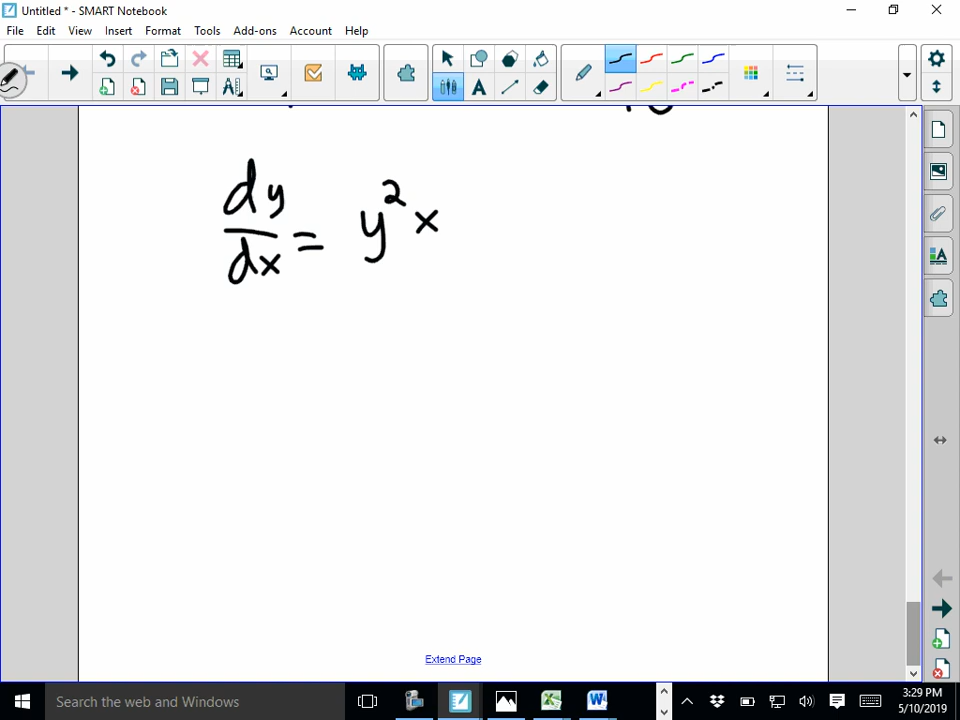 Untitled * - SMART Notebook
File Edit View Insert Format Tools Add-ons Account Help
dy/dx = y²x
Extend Page
Search the web and Windows
3:29 PM
5/10/2019